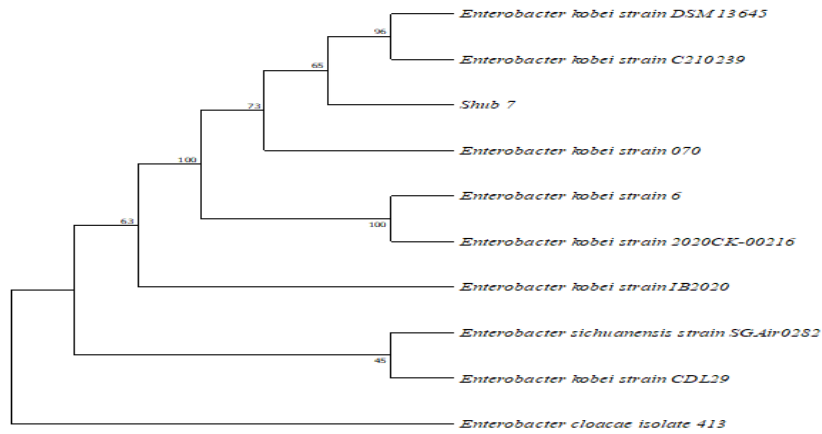 Enterobacter kobei strain DSM 13645
96
Enterobacter kobei strain C210239
65
Shub 7
73
Enterobacter kobei strain 070
100
Enterobacter kobei strain 6
100
Enterobacter kobei strain 2020CK-00216
63
Enterobacter kobei strain IB2020
Enterobacter sichuanensis strain SGAir0282
45
Enterobacter kobei strain CDL29
Enterobacter cloacae isolate 413